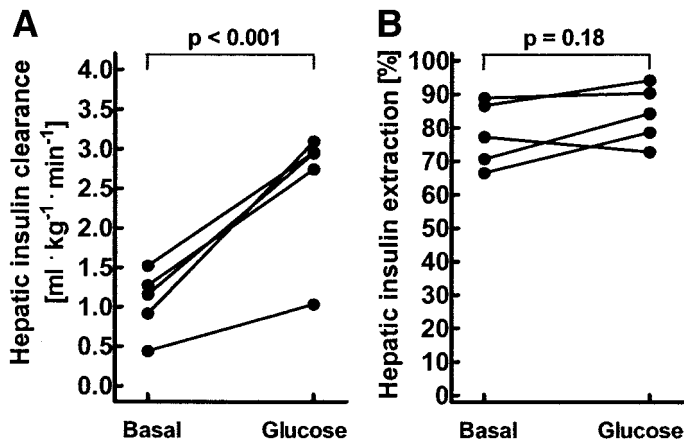 A
p < 0.001
Hepatic insulin clearance
[ml · kg⁻¹ · min⁻¹]
4.0
3.5
3.0
2.5
2.0
1.5
1.0
0.5
0.0
Basal Glucose
B
p = 0.18
Hepatic insulin extraction [%]
100
90
80
70
60
50
40
30
20
10
0
Basal Glucose